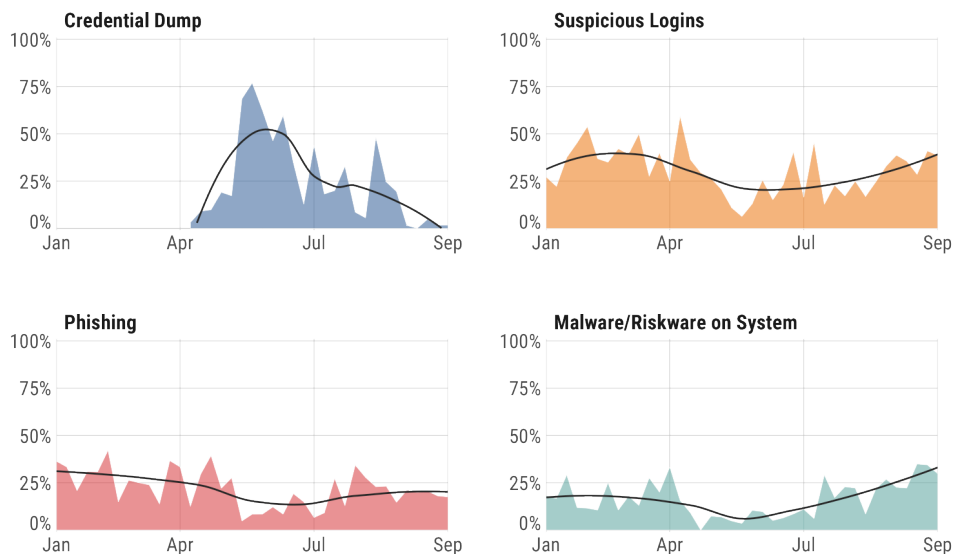 Credential Dump
100%
75%
50%
25%
0%
Jan Apr Jul Sep
Suspicious Logins
100%
75%
50%
25%
0%
Jan Apr Jul Sep
Phishing
100%
75%
50%
25%
0%
Jan Apr Jul Sep
Malware/Riskware on System
100%
75%
50%
25%
0%
Jan Apr Jul Sep